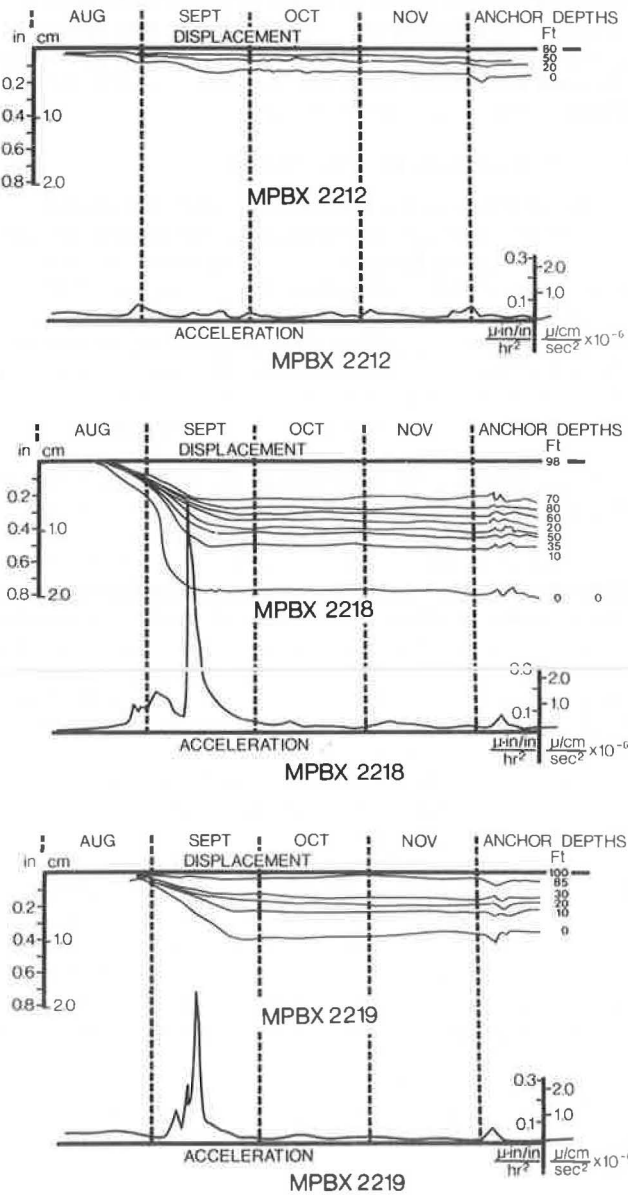 AUG SEPT OCT NOV ANCHOR DEPTHS
in cm DISPLACEMENT Ft
80
50
20
0
0.2
0.4 1.0
0.6
0.8 2.0
MPBX 2212
0.3
2.0
1.0
0.1
ACCELERATION μ-in/in hr² μ/cm sec² ×10⁻⁶
MPBX 2212
AUG SEPT OCT NOV ANCHOR DEPTHS
in cm DISPLACEMENT Ft
98
0.2
0.4 1.0
0.6
0.8 2.0
70
80
60
20
50
35
10
0 0
MPBX 2218
2.0
1.0
0.1
ACCELERATION μ-in/in hr² μ/cm sec² ×10⁻⁶
MPBX 2218
AUG SEPT OCT NOV ANCHOR DEPTHS
in cm DISPLACEMENT Ft
100
85
30
20
10
0
0.2
0.4 1.0
0.6
0.8 2.0
MPBX 2219
0.3
2.0
1.0
0.1
ACCELERATION μ-in/in hr² μ/cm sec² ×10⁻
MPBX 2219